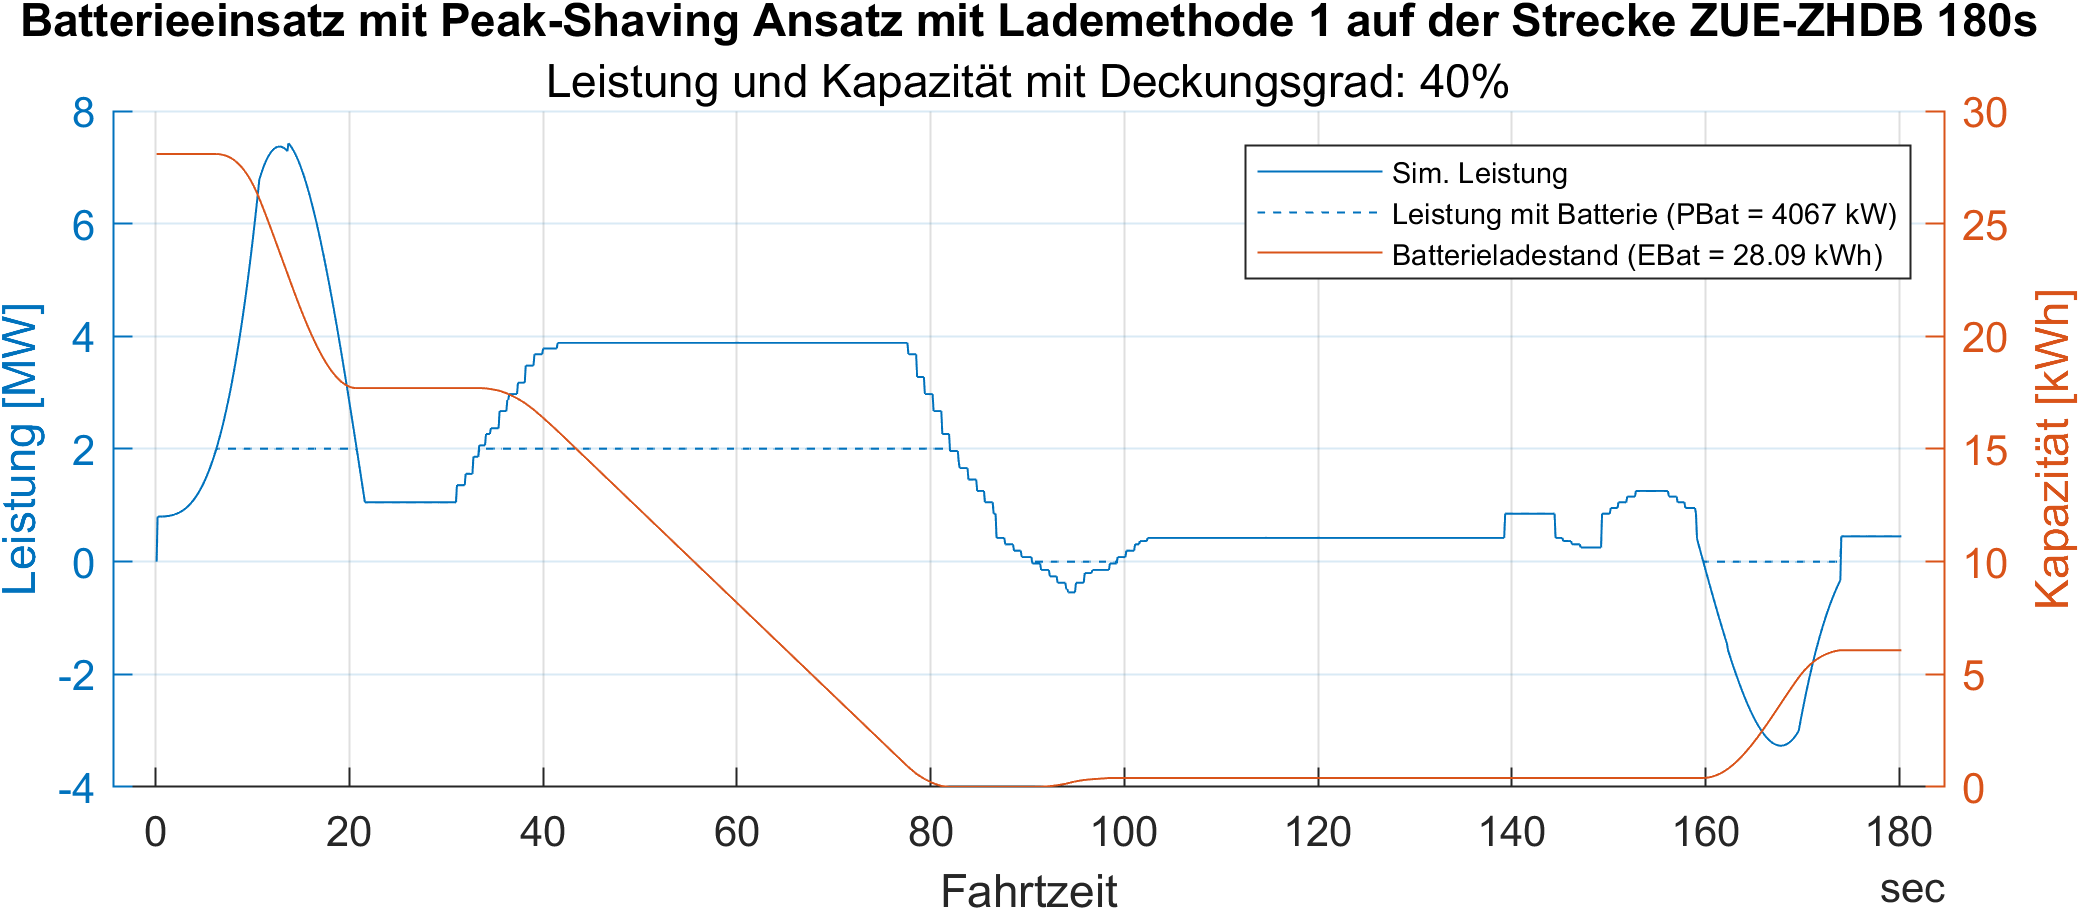 Batterieeinsatz mit Peak-Shaving Ansatz mit Lademethode 1 auf der Strecke ZUE-ZHDB 180s
Leistung und Kapazität mit Deckungsgrad: 40%
Leistung [MW]
8
6
4
2
0
-2
-4
Sim. Leistung
Leistung mit Batterie (PBat = 4067 kW)
Batterieladestand (EBat = 28.09 kWh)
30
25
20
15
10
5
0
Kapazität [kWh]
0 20 40 60 80 100 120 140 160 180
Fahrtzeit
sec